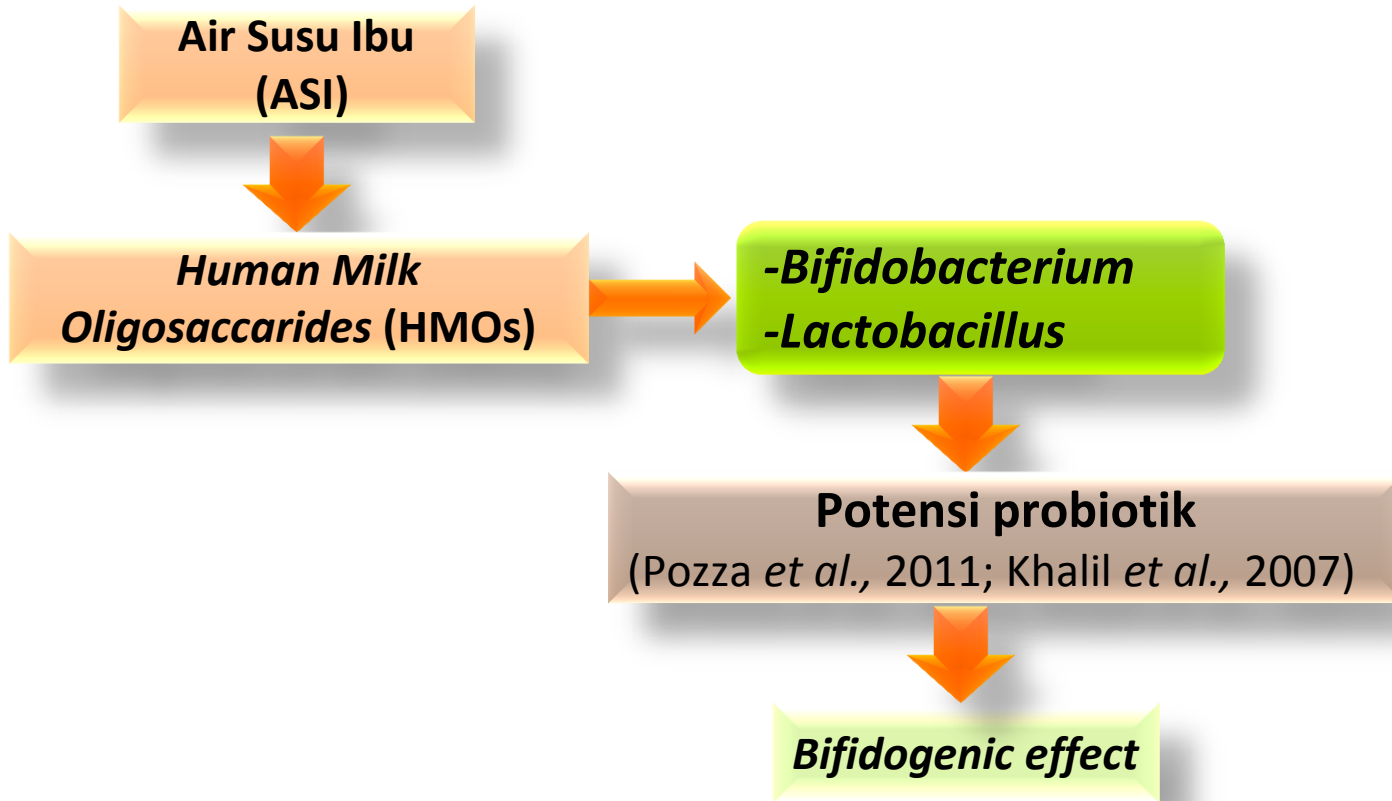 Air Susu Ibu
(ASI)
Human Milk
Oligosaccarides (HMOs)
-Bifidobacterium
-Lactobacillus
Potensi probiotik
(Pozza et al., 2011; Khalil et al., 2007)
Bifidogenic effect